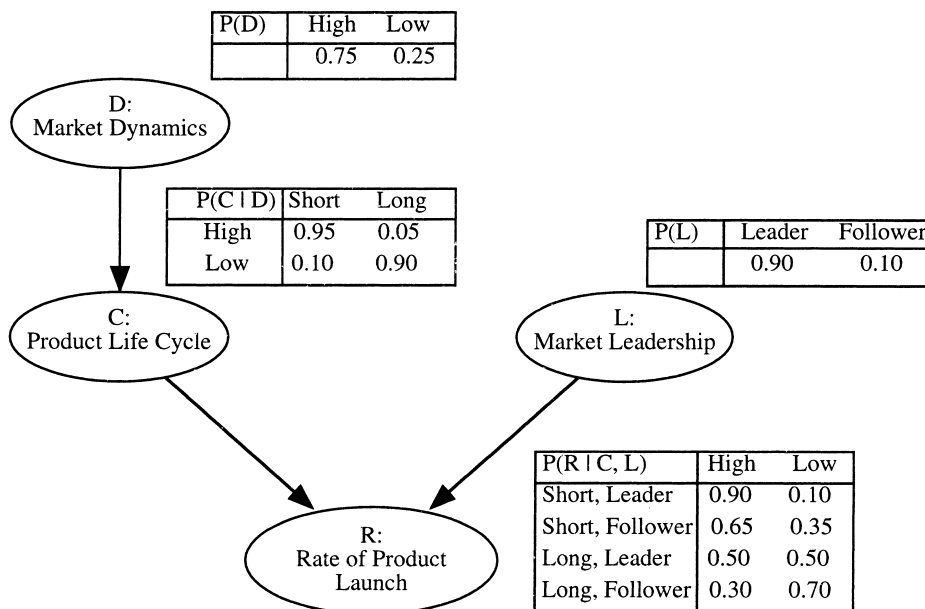 P(D) High Low
0.75 0.25
D:
Market Dynamics
P(C | D) Short Long
High 0.95 0.05
Low 0.10 0.90
P(L) Leader Follower
0.90 0.10
C:
Product Life Cycle
L:
Market Leadership
P(R | C, L) High Low
Short, Leader 0.90 0.10
Short, Follower 0.65 0.35
Long, Leader 0.50 0.50
Long, Follower 0.30 0.70
R:
Rate of Product
Launch